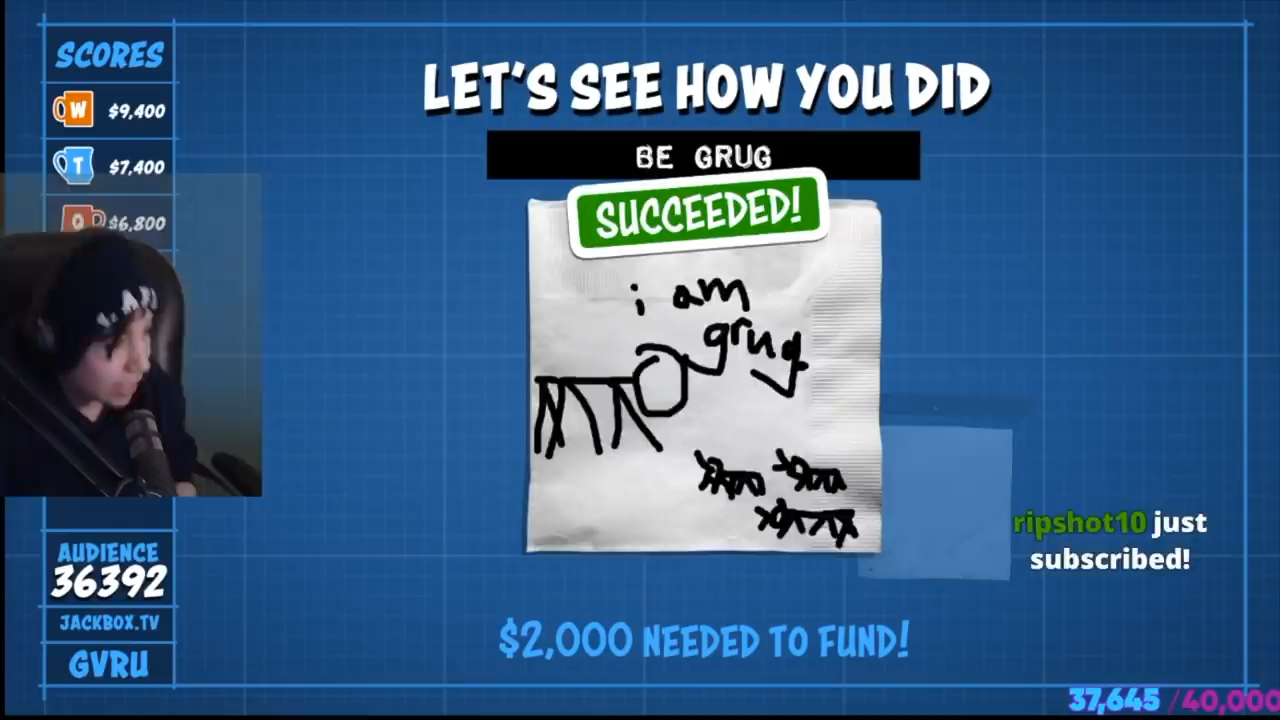 SCORES
W $9,400
T $7,400
Q $6,800
LET'S SEE HOW YOU DID
BE GRUG
SUCCEEDED!
i am
grug
ripshot10 just
subscribed!
AUDIENCE
36392
JACKBOX.TV
GVRU
$2,000 NEEDED TO FUND!
37,645 /40,000